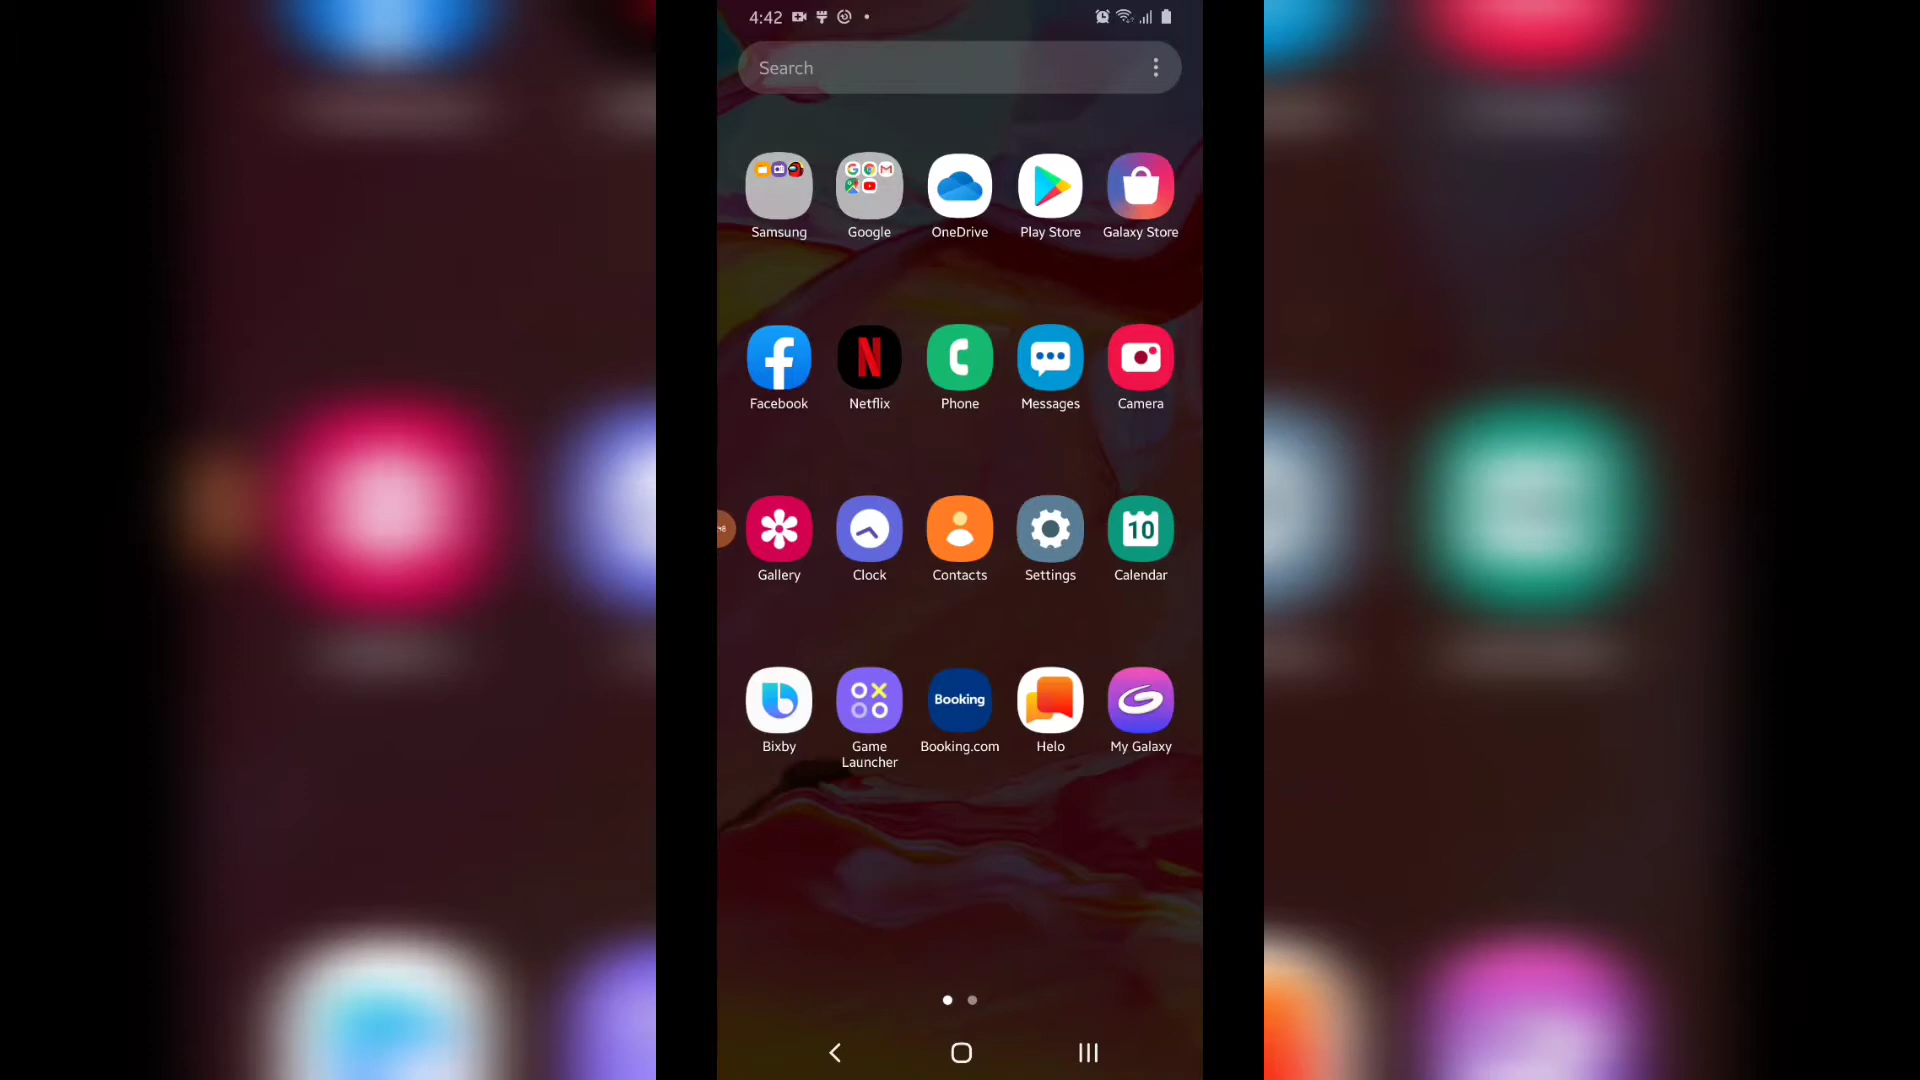 4:42
Search
Samsung
Google
OneDrive
Play Store
Galaxy Store
Facebook
Netflix
Phone
Messages
Camera
10
Gallery
Clock
Contacts
Settings
Calendar
Booking
Bixby
Game
Launcher
Booking.com
Helo
My Galaxy